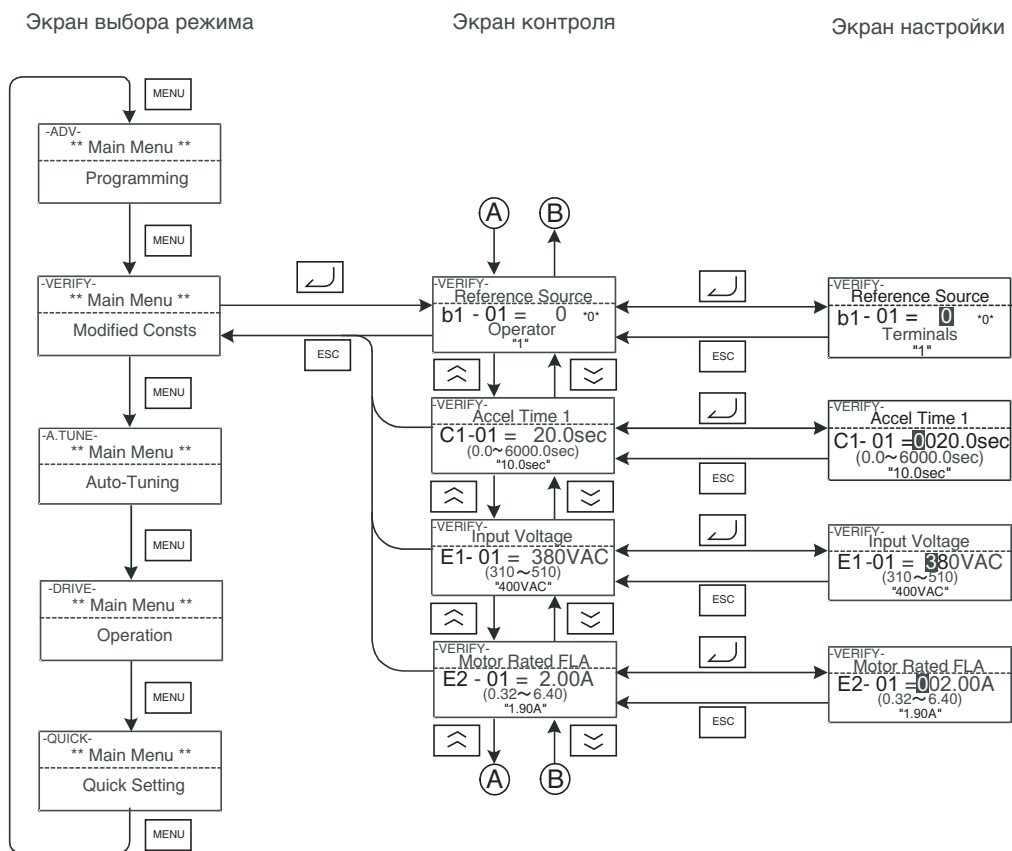 Экран выбора режима
Экран контроля
Экран настройки
MENU
-ADV-
** Main Menu **
Programming
MENU
-VERIFY-
** Main Menu **
Modified Consts
MENU
-A.TUNE-
** Main Menu **
Auto-Tuning
MENU
-DRIVE-
** Main Menu **
Operation
MENU
-QUICK-
** Main Menu **
Quick Setting
MENU
A
B
-VERIFY-
Reference Source
b1 - 01 = 0 *0*
Operator
"1"
ESC
-VERIFY-
Accel Time 1
C1-01 = 20.0sec
(0.0~6000.0sec)
"10.0sec"
-VERIFY-
Input Voltage
E1- 01 = 380VAC
(310~510)
"400VAC"
-VERIFY-
Motor Rated FLA
E2 - 01 = 2.00A
(0.32~6.40)
"1.90A"
A
B
ESC
ESC
ESC
ESC
-VERIFY-
Reference Source
b1 - 01 = 0 *0*
Terminals
"1"
-VERIFY-
Accel Time 1
C1- 01 =0020.0sec
(0.0~6000.0sec)
"10.0sec"
-VERIFY-
Input Voltage
E1 -01 = 380VAC
(310~510)
"400VAC"
-VERIFY-
Motor Rated FLA
E2- 01 =002.00A
(0.32~6.40)
"1.90A"